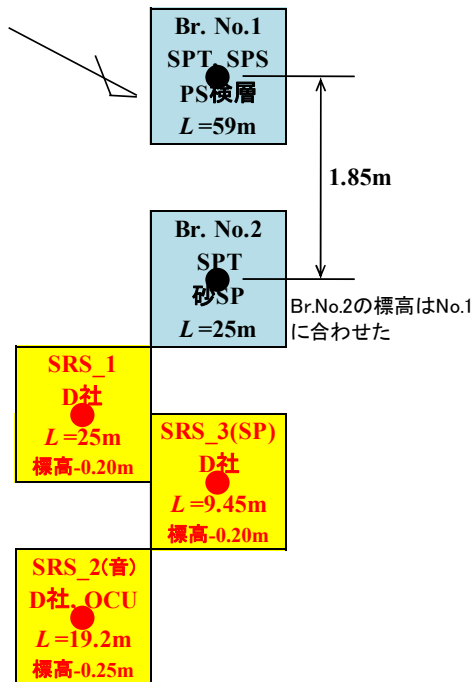 Br. No.1
SPT, SPS
PS検層
L =59m
1.85m
Br. No.2
SPT
砂SP
L =25m
Br.No.2の標高はNo.1
に合わせた
SRS_1
D社
L =25m
標高-0.20m
SRS_3(SP)
D社
L =9.45m
標高-0.20m
SRS_2(音)
D社, OCU
L =19.2m
標高-0.25m